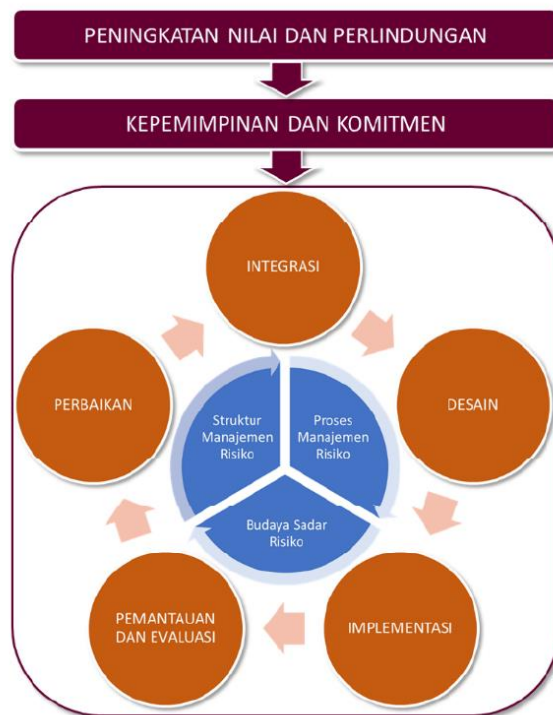 PENINGKATAN NILAI DAN PERLINDUNGAN
KEPEMIMPINAN DAN KOMITMEN
INTEGRASI
PERBAIKAN
DESAIN
Struktur
Manajemen
Risiko
Proses
Manajemen
Risiko
Budaya Sadar
Risiko
PEMANTAUAN
DAN EVALUASI
IMPLEMENTASI